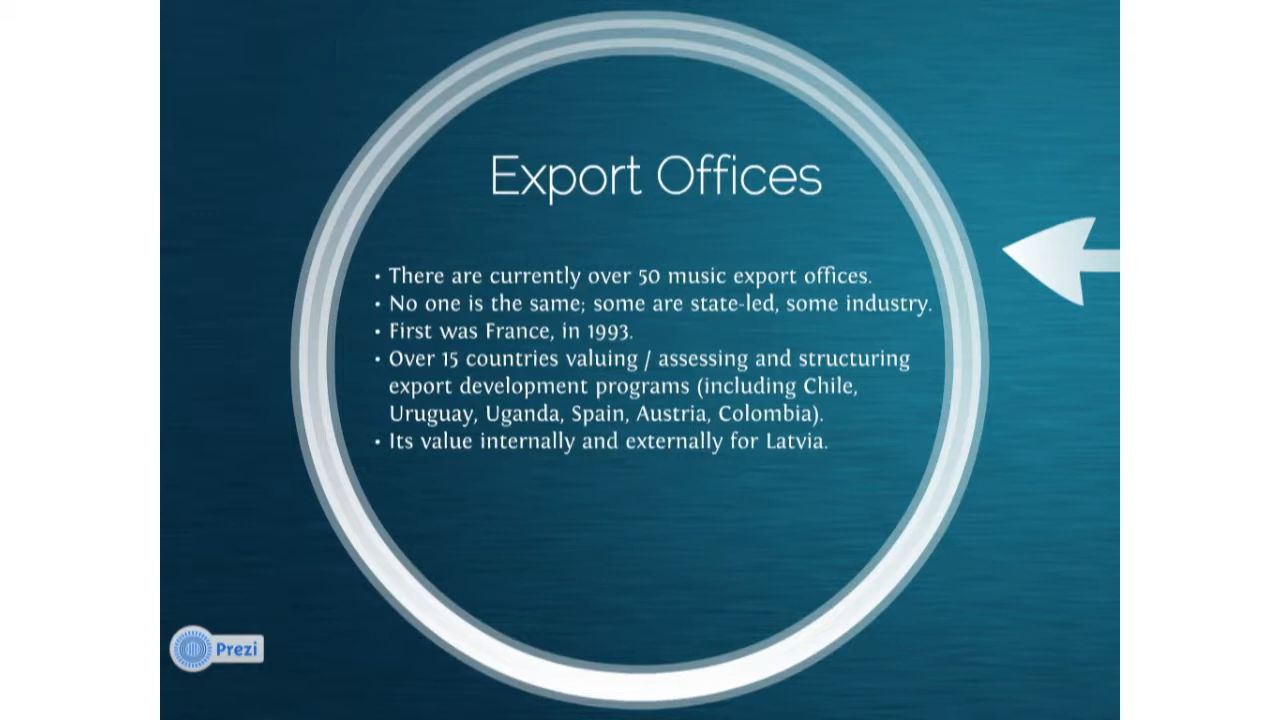 Export Offices
• There are currently over 50 music export offices.
• No one is the same; some are state-led, some industry.
• First was France, in 1993.
• Over 15 countries valuing / assessing and structuring
export development programs (including Chile,
Uruguay, Uganda, Spain, Austria, Colombia).
• Its value internally and externally for Latvia.
Prezi